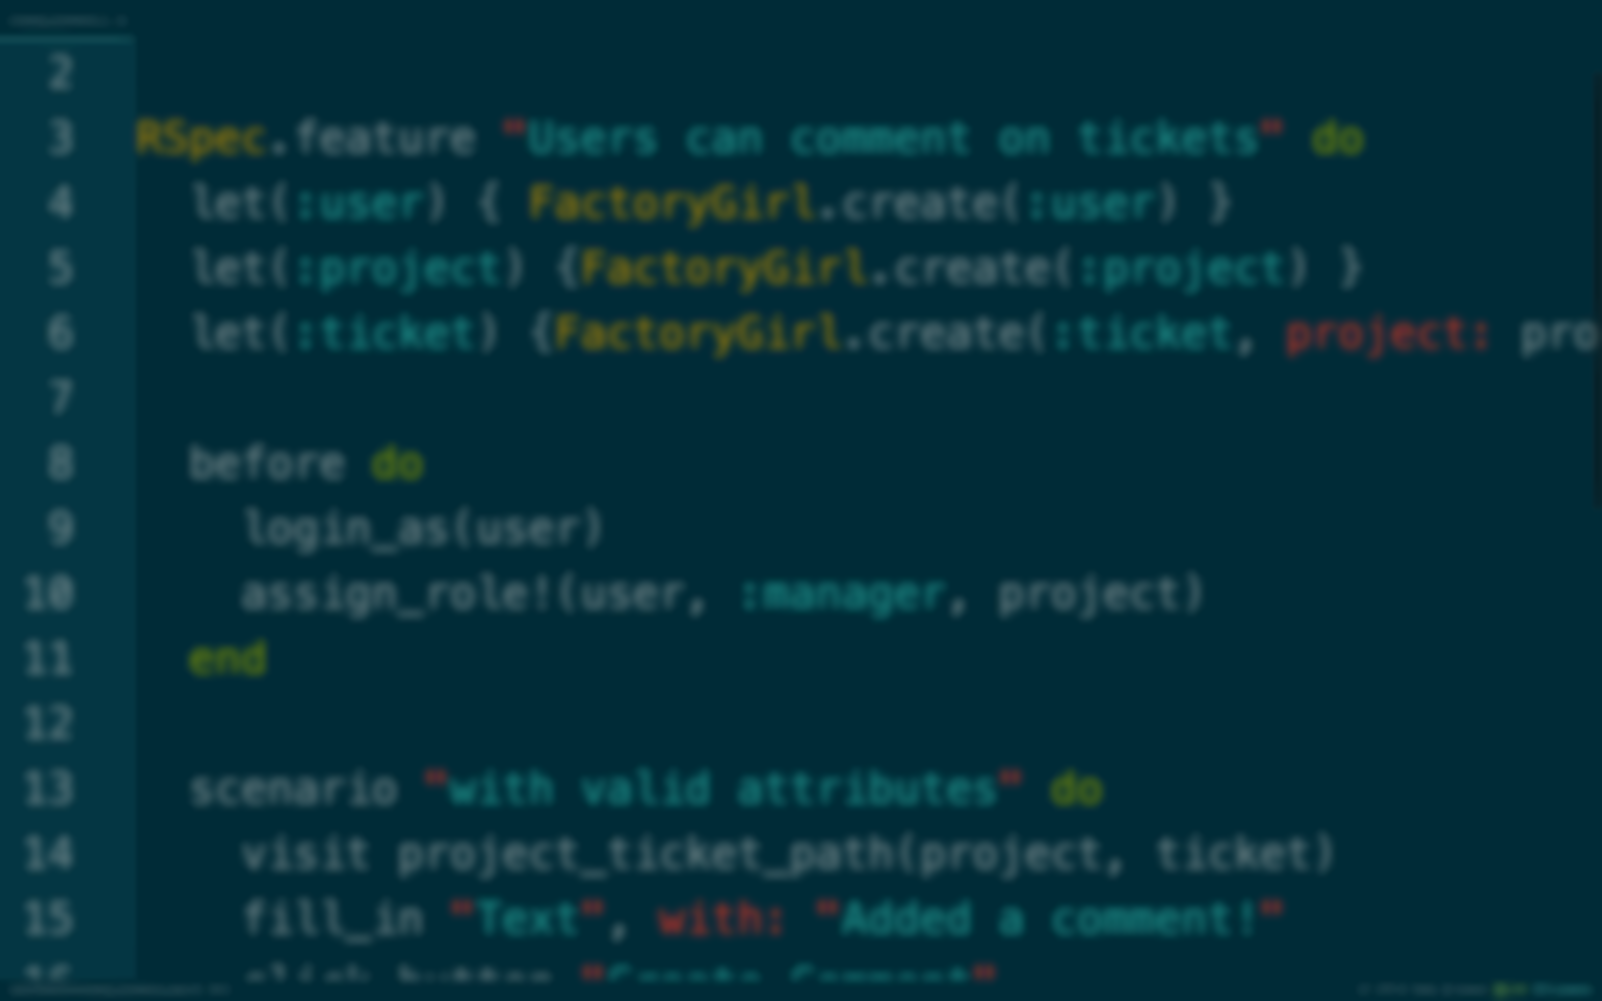 2
3 RSpec.feature "Users can comment on tickets" do
4 let(:user) { FactoryGirl.create(:user) }
5 let(:project) {FactoryGirl.create(:project) }
6 let(:ticket) {FactoryGirl.create(:ticket, project: pro
7
8 before do
9 login_as(user)
10 assign_role!(user, :manager, project)
11 end
12
13 scenario "with valid attributes" do
14 visit project_ticket_path(project, ticket)
15 fill_in "Text", with: "Added a comment!"